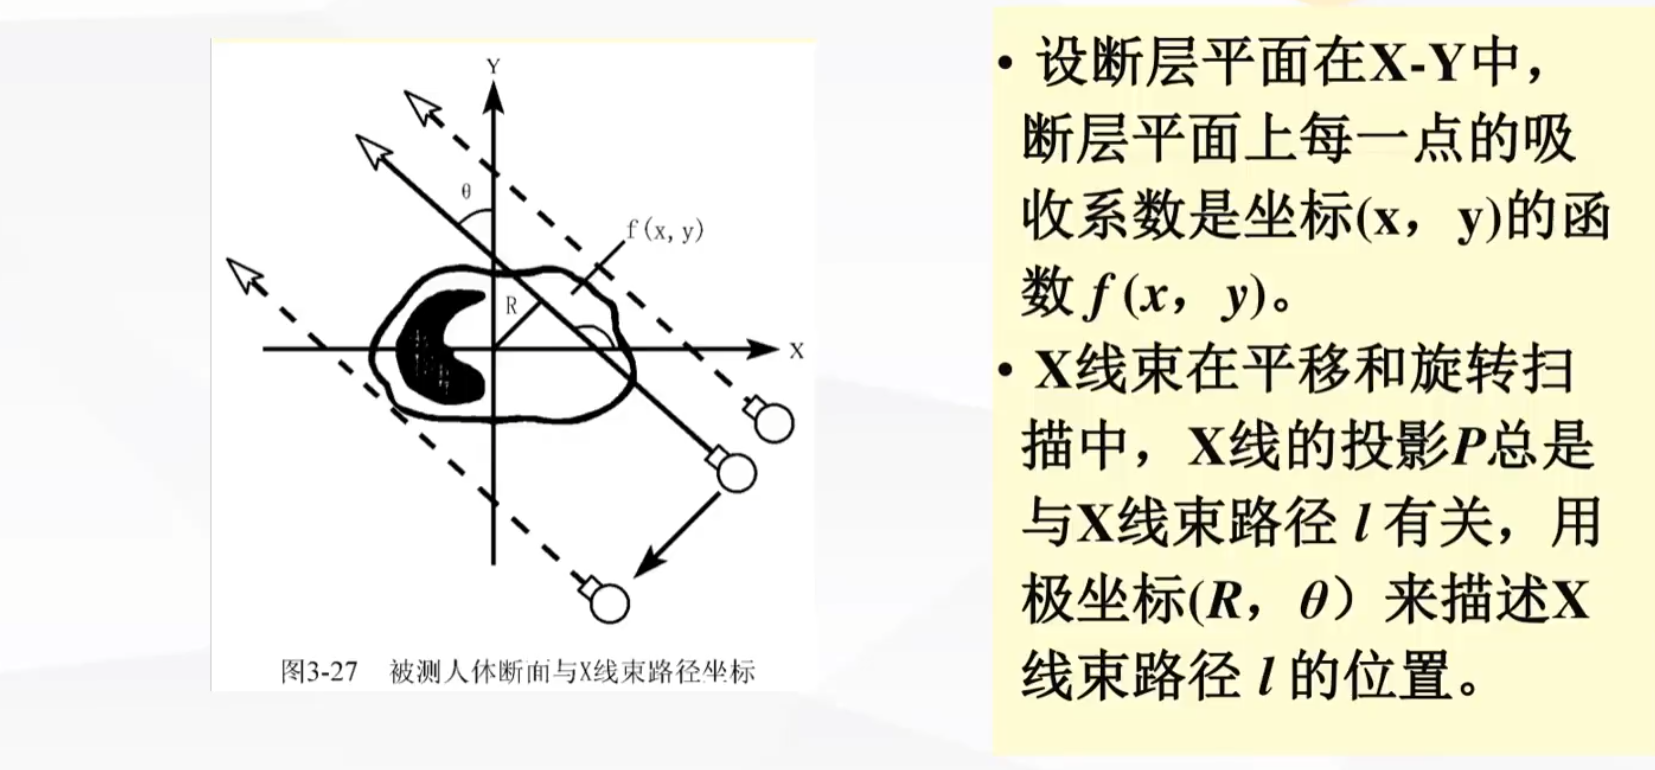 Y
θ
f(x,y)
R
X
图3-27 被测人体断面与X线束路径坐标
• 设断层平面在X-Y中，
断层平面上每一点的吸
收系数是坐标(x，y)的函
数 f (x，y)。
• X线束在平移和旋转扫
描中，X线的投影P总是
与X线束路径 l 有关，用
极坐标(R，θ）来描述X
线束路径 l 的位置。